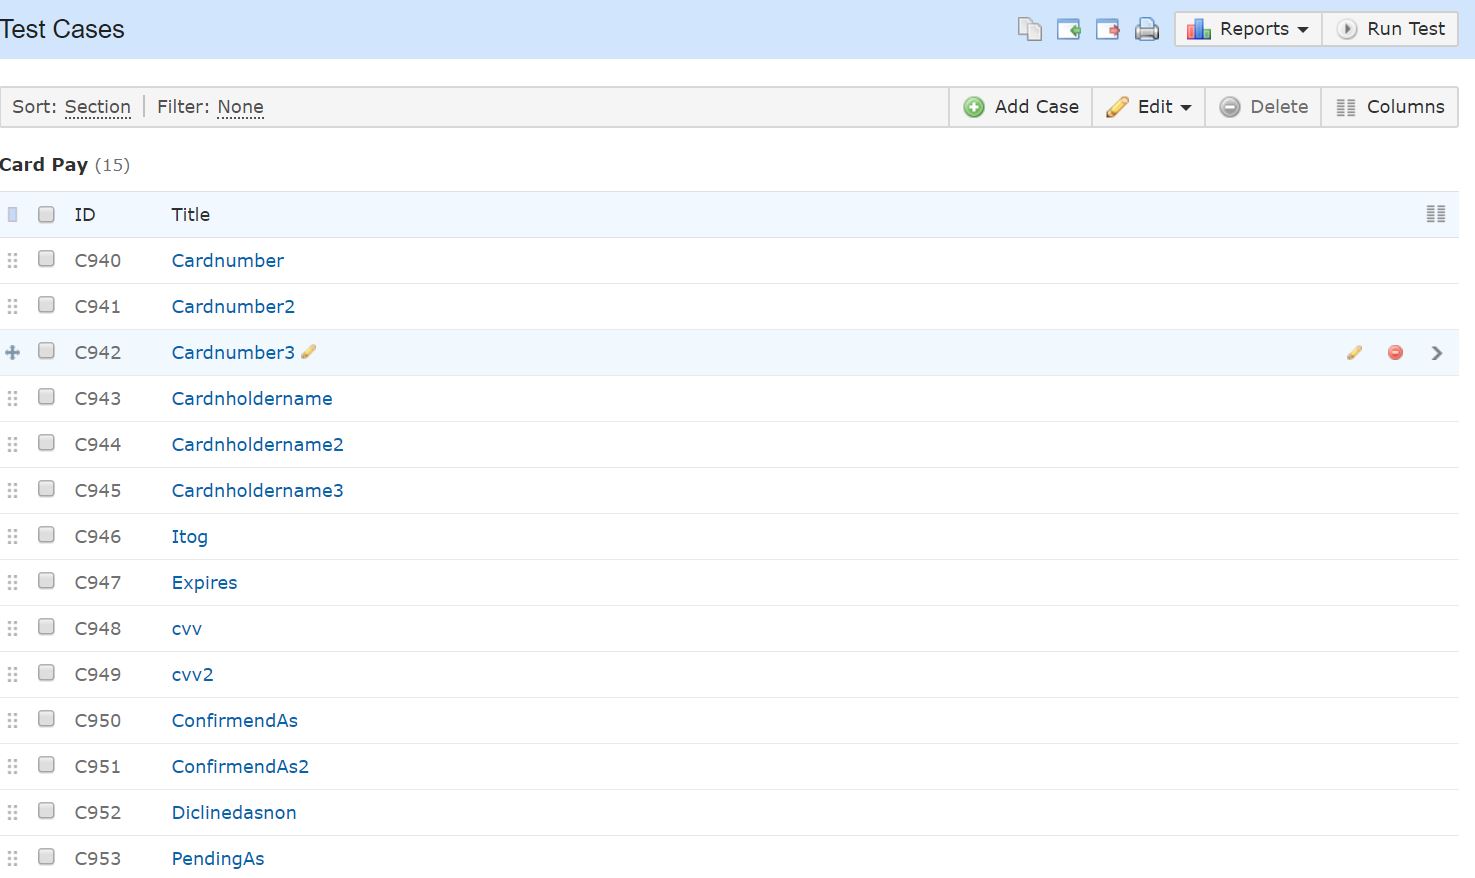 Test Cases
Reports Run Test
Sort: Section Filter: None Add Case Edit Delete Columns
Card Pay (15)
ID Title
C940 Cardnumber
C941 Cardnumber2
C942 Cardnumber3
C943 Cardnholdername
C944 Cardnholdername2
C945 Cardnholdername3
C946 Itog
C947 Expires
C948 cvv
C949 cvv2
C950 ConfirmendAs
C951 ConfirmendAs2
C952 Diclinedasnon
C953 PendingAs